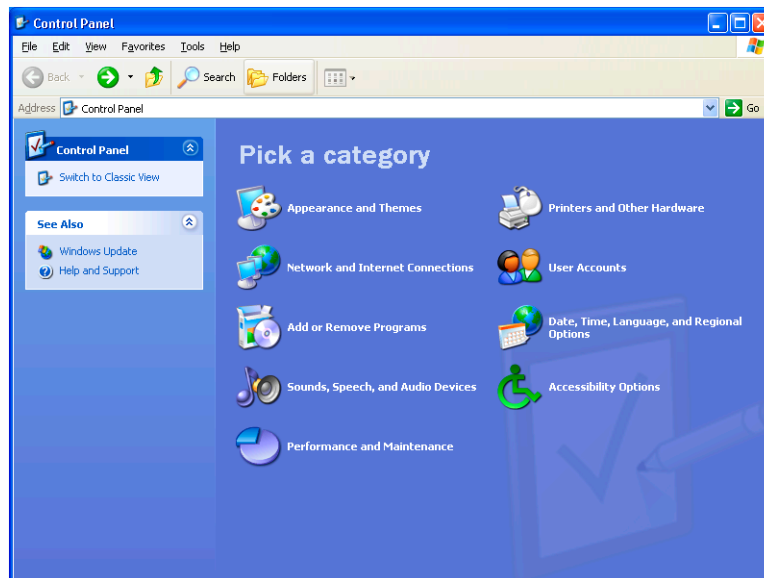 Control Panel
File Edit View Favorites Tools Help
Back Search Folders
Address Control Panel Go
Control Panel
Switch to Classic View
See Also
Windows Update
Help and Support
Pick a category
Appearance and Themes
Printers and Other Hardware
Network and Internet Connections
User Accounts
Add or Remove Programs
Date, Time, Language, and Regional
Options
Sounds, Speech, and Audio Devices
Accessibility Options
Performance and Maintenance